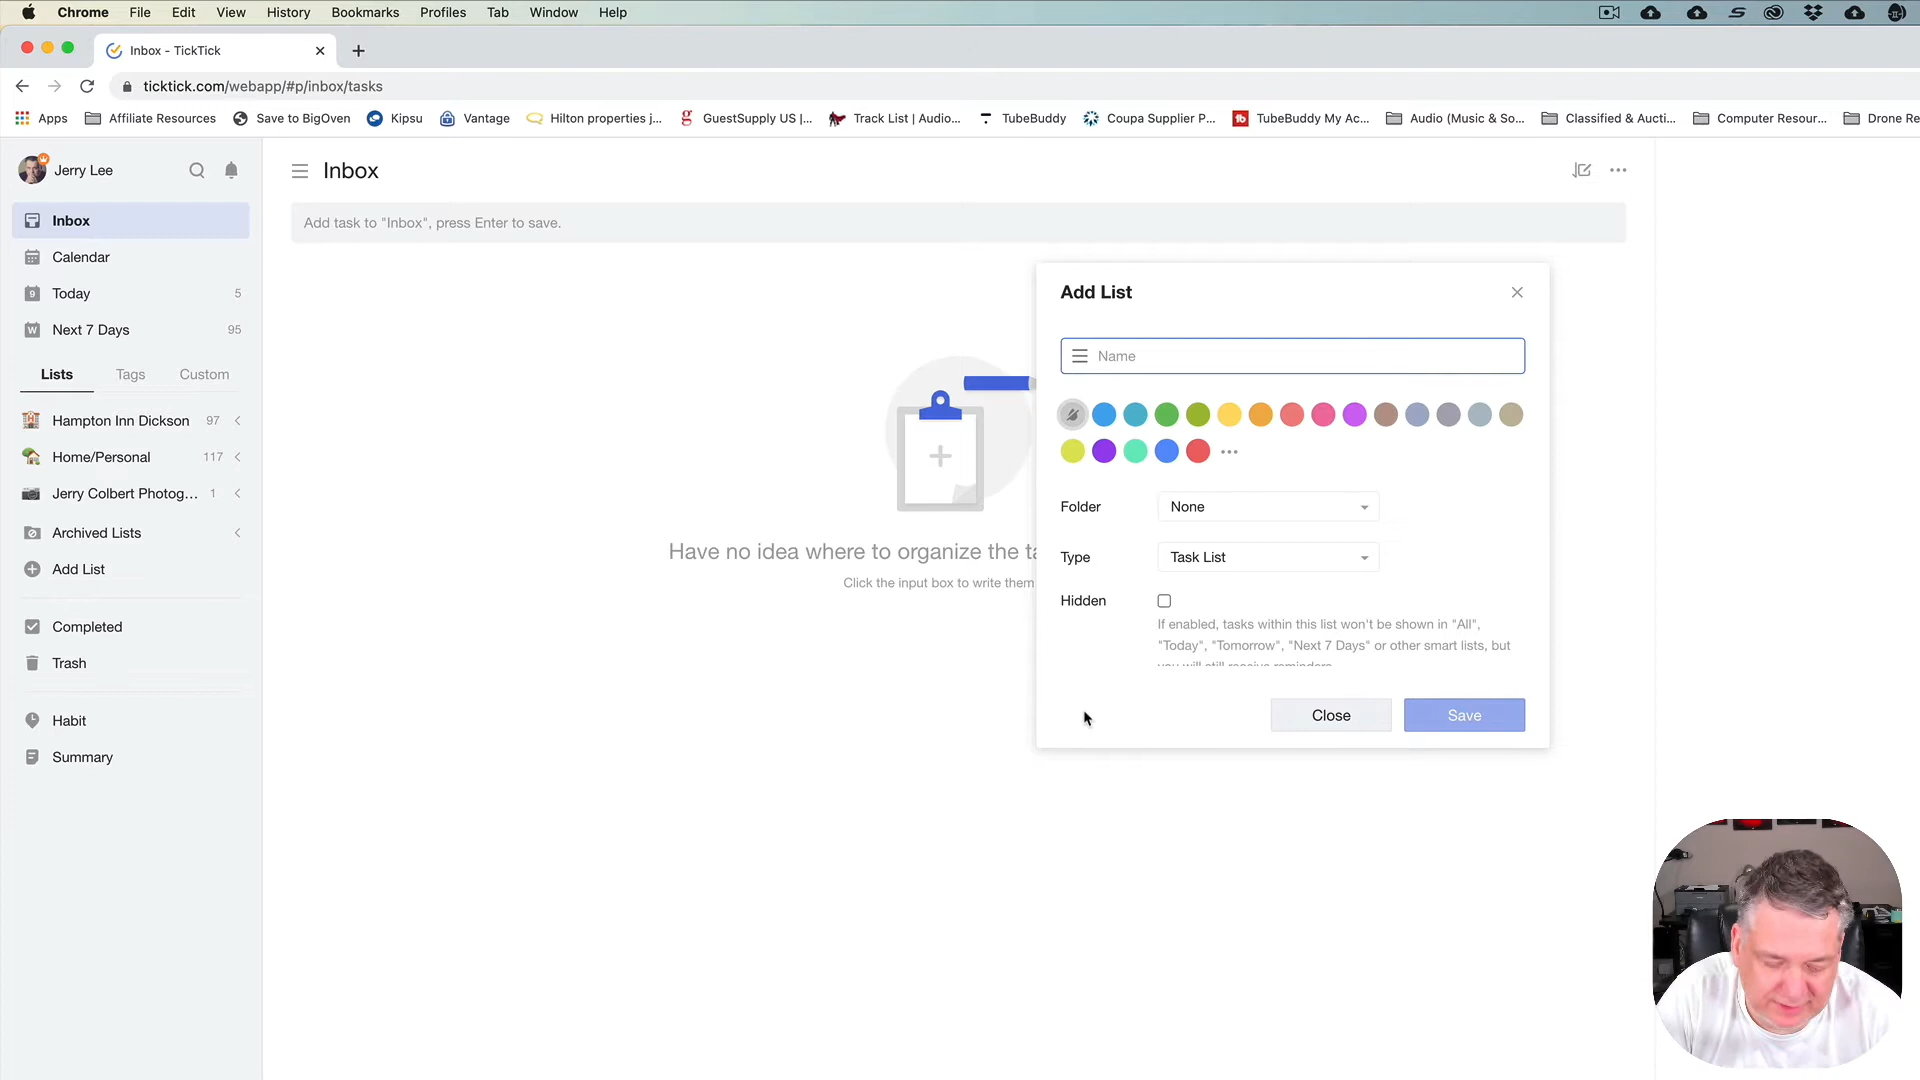 Chrome File Edit View History Bookmarks Profiles Tab Window Help
Inbox - TickTick
ticktick.com/webapp/#p/inbox/tasks
Apps Affiliate Resources Save to BigOven Kipsu Vantage Hilton properties j... GuestSupply US |... Track List | Audio... TubeBuddy Coupa Supplier P... TubeBuddy My Ac... Audio (Music & So... Classified & Aucti... Computer Resour... Drone Re
Jerry Lee
Inbox
Calendar
9 Today 5
W Next 7 Days 95
Lists Tags Custom
Hampton Inn Dickson 97
Home/Personal 117
Jerry Colbert Photog... 1
Archived Lists
Add List
Completed
Trash
Habit
Summary
Inbox
Add task to "Inbox", press Enter to save.
Have no idea where to organize the
Click the input box to write them
Add List
Name
Folder None
Type Task List
Hidden
If enabled, tasks within this list won't be shown in "All",
"Today", "Tomorrow", "Next 7 Days" or other smart lists, but
you will still receive reminders
Close Save